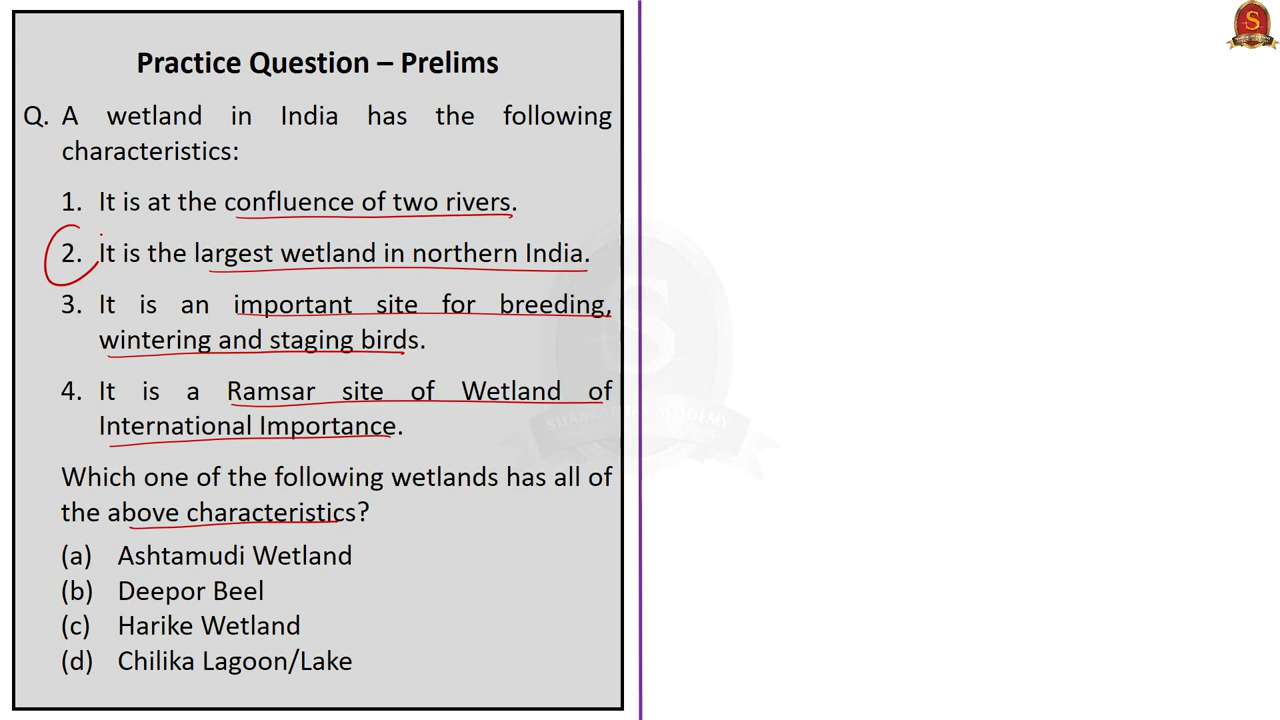 Practice Question – Prelims
Q. A wetland in India has the following
characteristics:
1. It is at the confluence of two rivers.
2. It is the largest wetland in northern India.
3. It is an important site for breeding,
wintering and staging birds.
4. It is a Ramsar site of Wetland of
International Importance.
Which one of the following wetlands has all of
the above characteristics?
(a) Ashtamudi Wetland
(b) Deepor Beel
(c) Harike Wetland
(d) Chilika Lagoon/Lake
S